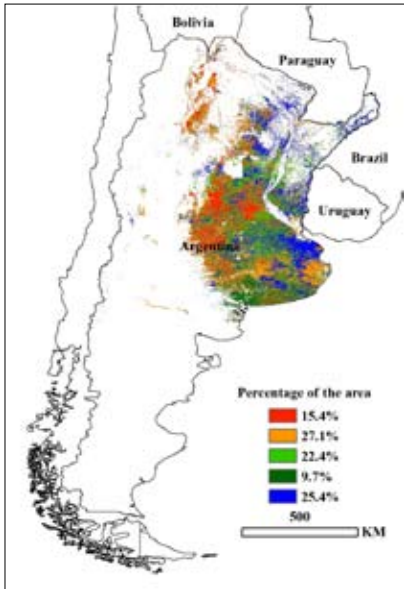 Bolivia
Paraguay
Brazil
Uruguay
Argentina
Percentage of the area
15.4%
27.1%
22.4%
9.7%
25.4%
500
KM